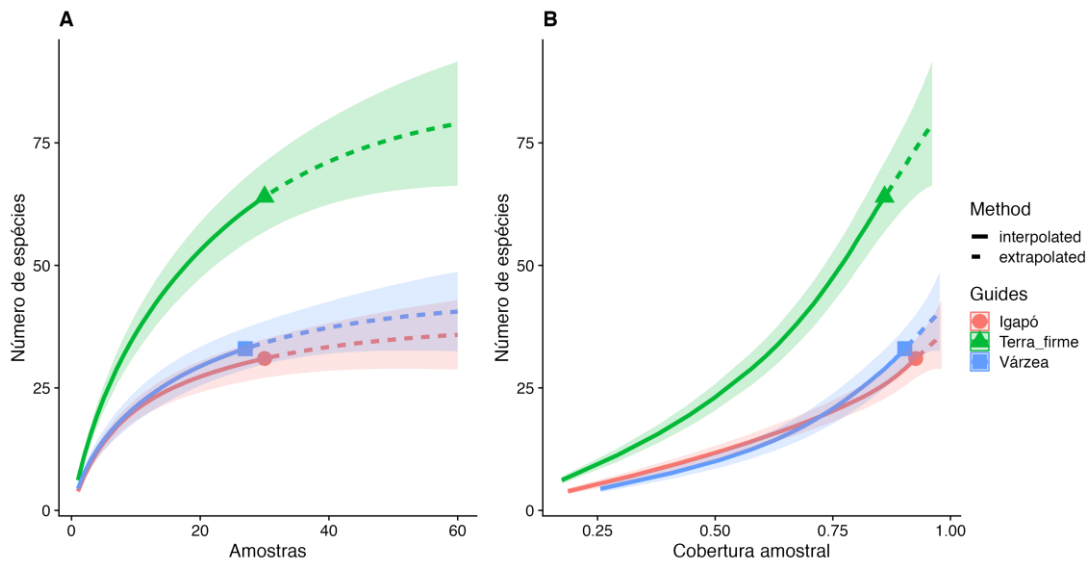 A
B
Número de espécies
75
50
25
0
0
20
40
60
Amostras
Número de espécies
75
50
25
0
0.25
0.50
0.75
1.00
Cobertura amostral
Method
interpolated
extrapolated
Guides
Igapó
Terra_firme
Várzea